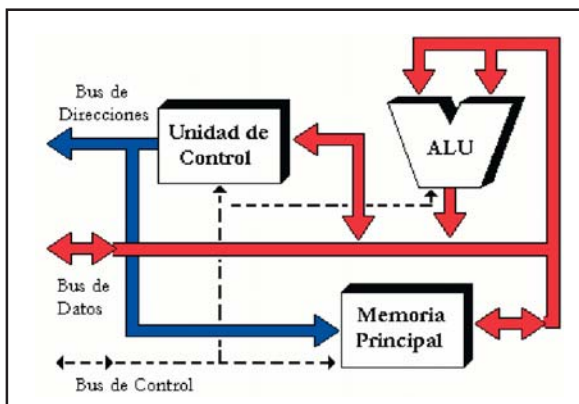 Bus de
Direcciones
Unidad de
Control
ALU
Bus de
Datos
Memoria
Principal
Bus de Control